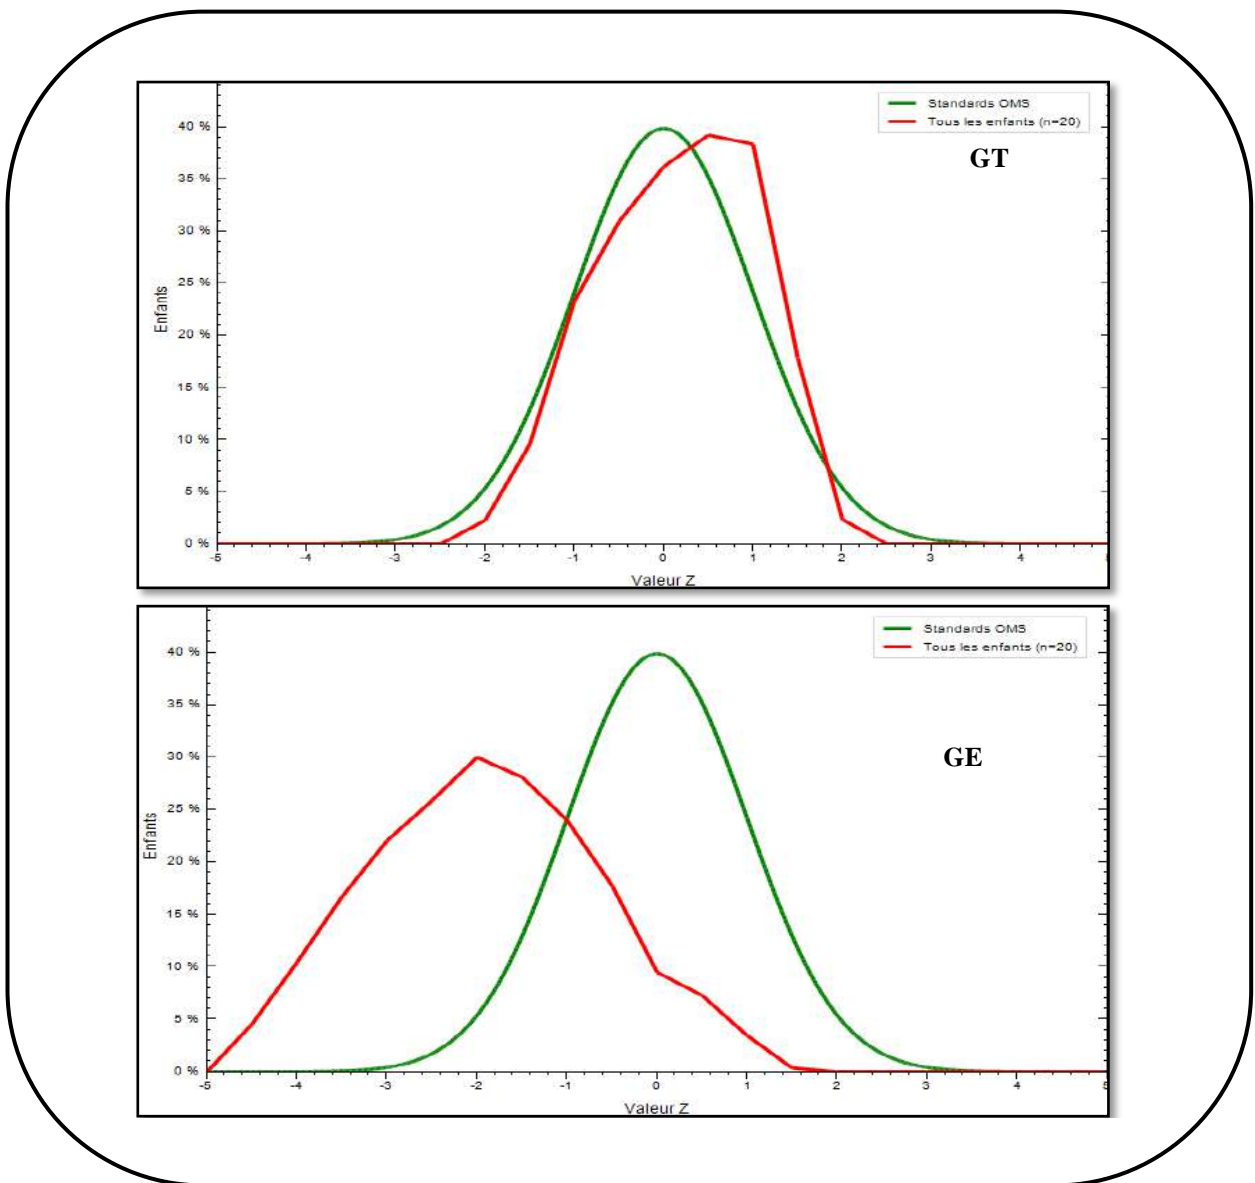 Standards OMS
Tous les enfants (n=20)
GT
40 %
35 %
30 %
25 %
20 %
15 %
10 %
5 %
0 %
Enfants
-5 -4 -3 -2 -1 0 1 2 3 4
Valeur Z
Standards OMS
Tous les enfants (n=20)
GE
40 %
35 %
30 %
25 %
20 %
15 %
10 %
5 %
0 %
Enfants
-5 -4 -3 -2 -1 0 1 2 3 4 5
Valeur Z